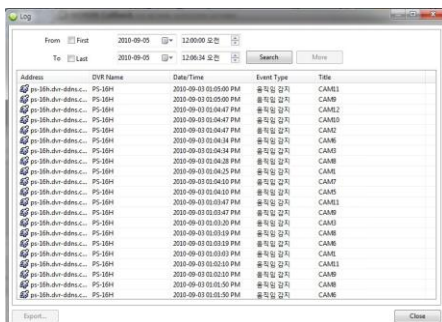 Log
From First 2010-09-05 12:00:00 오전
To Last 2010-09-05 12:06:34 오전 Search More
Address DVR Name Date/Time Event Type Title
ps-16h.dvr-ddns.c... PS-16H 2010-09-03 01:05:00 PM 움직임 감지 CAM11
ps-16h.dvr-ddns.c... PS-16H 2010-09-03 01:05:00 PM 움직임 감지 CAM9
ps-16h.dvr-ddns.c... PS-16H 2010-09-03 01:04:47 PM 움직임 감지 CAM12
ps-16h.dvr-ddns.c... PS-16H 2010-09-03 01:04:47 PM 움직임 감지 CAM10
ps-16h.dvr-ddns.c... PS-16H 2010-09-03 01:04:47 PM 움직임 감지 CAM2
ps-16h.dvr-ddns.c... PS-16H 2010-09-03 01:04:34 PM 움직임 감지 CAM6
ps-16h.dvr-ddns.c... PS-16H 2010-09-03 01:04:34 PM 움직임 감지 CAM3
ps-16h.dvr-ddns.c... PS-16H 2010-09-03 01:04:28 PM 움직임 감지 CAM8
ps-16h.dvr-ddns.c... PS-16H 2010-09-03 01:04:25 PM 움직임 감지 CAM1
ps-16h.dvr-ddns.c... PS-16H 2010-09-03 01:04:14 PM 움직임 감지 CAM7
ps-16h.dvr-ddns.c... PS-16H 2010-09-03 01:04:14 PM 움직임 감지 CAM5
ps-16h.dvr-ddns.c... PS-16H 2010-09-03 01:03:47 PM 움직임 감지 CAM11
ps-16h.dvr-ddns.c... PS-16H 2010-09-03 01:03:47 PM 움직임 감지 CAM9
ps-16h.dvr-ddns.c... PS-16H 2010-09-03 01:03:20 PM 움직임 감지 CAM3
ps-16h.dvr-ddns.c... PS-16H 2010-09-03 01:03:19 PM 움직임 감지 CAM8
ps-16h.dvr-ddns.c... PS-16H 2010-09-03 01:03:19 PM 움직임 감지 CAM6
ps-16h.dvr-ddns.c... PS-16H 2010-09-03 01:03:03 PM 움직임 감지 CAM1
ps-16h.dvr-ddns.c... PS-16H 2010-09-03 01:02:10 PM 움직임 감지 CAM11
ps-16h.dvr-ddns.c... PS-16H 2010-09-03 01:02:10 PM 움직임 감지 CAM9
ps-16h.dvr-ddns.c... PS-16H 2010-09-03 01:01:50 PM 움직임 감지 CAM8
ps-16h.dvr-ddns.c... PS-16H 2010-09-03 01:01:50 PM 움직임 감지 CAM6
Export... Close